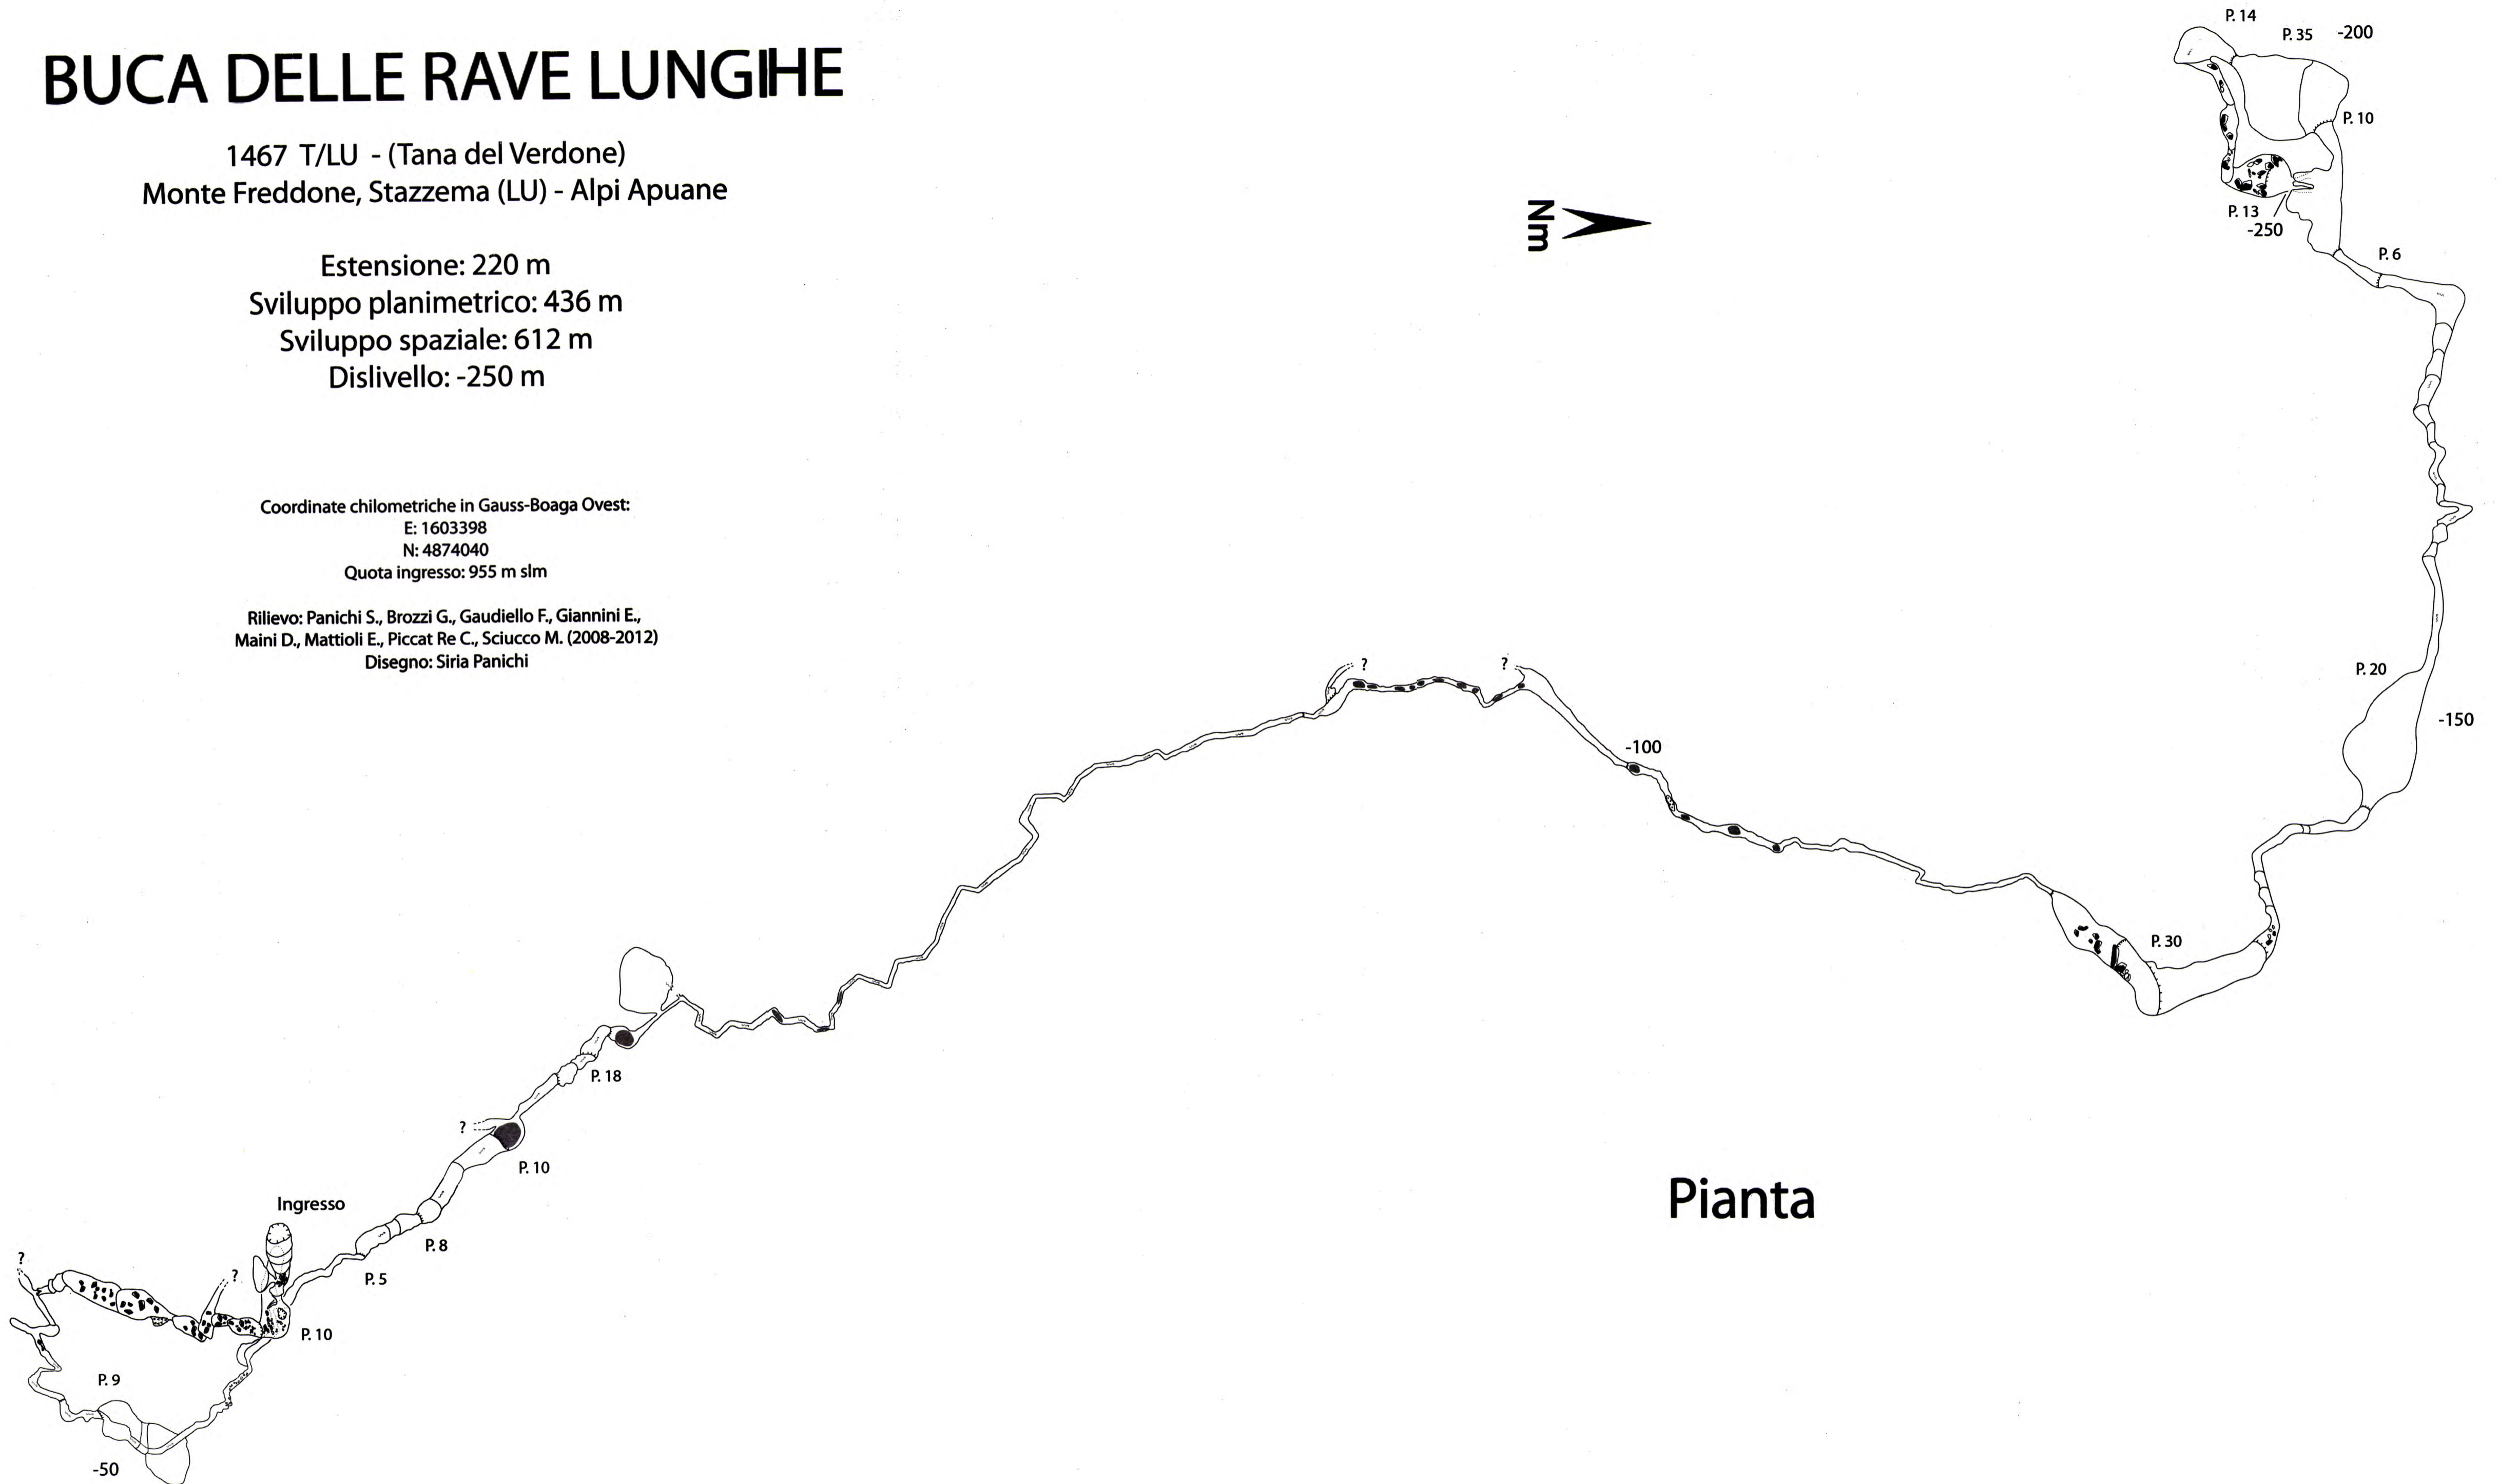 BUCA DELLE RAVE LUNGHE
1467 T/LU - (Tana del Verdone)
Monte Freddone, Stazzema (LU) - Alpi Apuane
Estensione: 220 m
Sviluppo planimetrico: 436 m
Sviluppo spaziale: 612 m
Dislivello: -250 m
Coordinate chilometriche in Gauss-Boaga Ovest:
E: 1603398
N: 4874040
Quota ingresso: 955 m slm
Rilievo: Panichi S., Brozzi G., Gaudiello F., Giannini E.,
Maini D., Mattioli E., Piccat Re C., Sciucco M. (2008-2012)
Disegno: Siria Panichi
Nm
P. 14
P. 35 -200
P. 10
P. 13
-250
P. 6
P. 20
-150
?
?
-100
P. 30
P. 18
?
P. 10
Pianta
Ingresso
P. 8
?
?
P. 5
P. 10
P. 9
-50